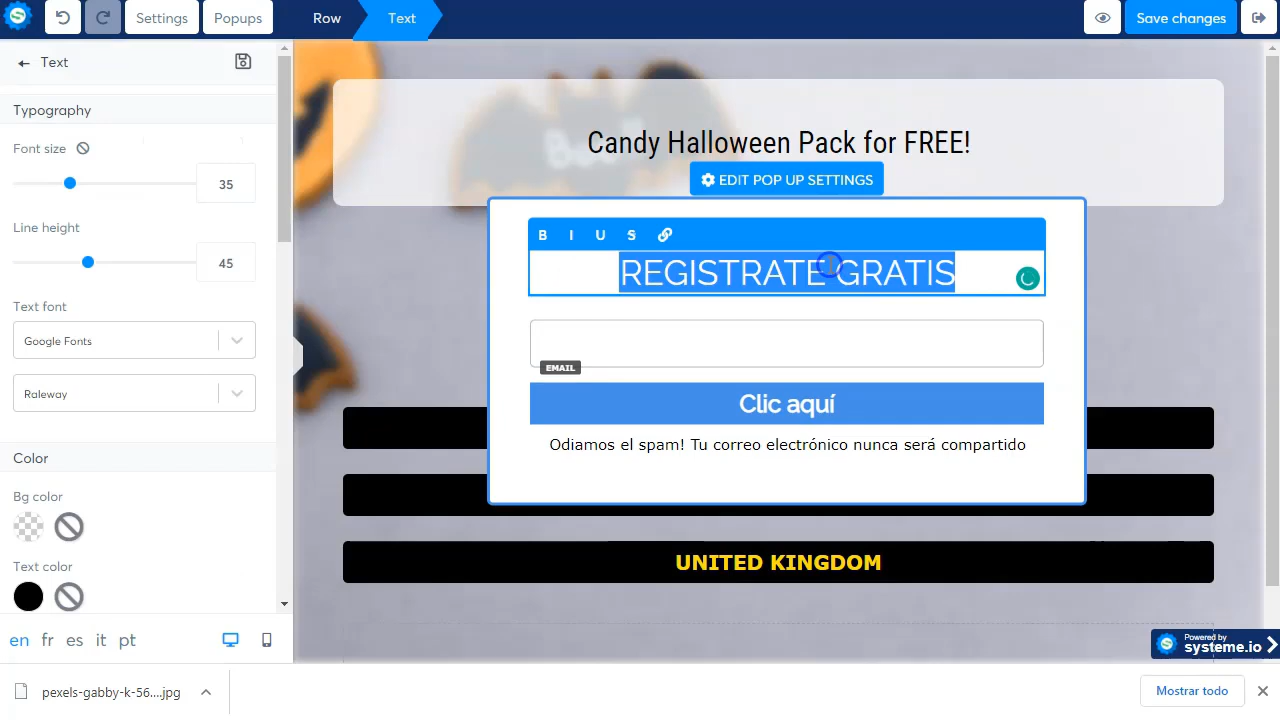 Settings
Popups
Row
Text
Save changes
Text
Typography
Font size
35
Line height
45
Text font
Google Fonts
Raleway
Color
Bg color
Text color
en fr es it pt
Candy Halloween Pack for FREE!
EDIT POP UP SETTINGS
B I U S
REGISTRATE GRATIS
EMAIL
Clic aquí
Odiamos el spam! Tu correo electrónico nunca será compartido
UNITED KINGDOM
Powered by
systeme.io
pexels-gabby-k-56....jpg
Mostrar todo